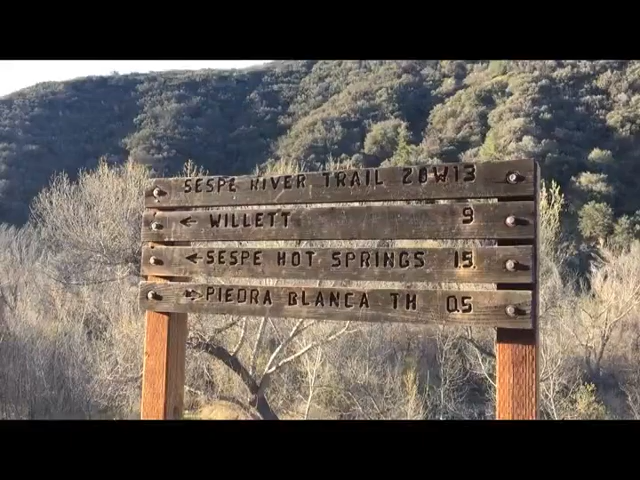 SESPE RIVER TRAIL 20W13
← WILLETT 9
← SESPE HOT SPRINGS 15
→ PIEDRA BLANCA TH 0.5